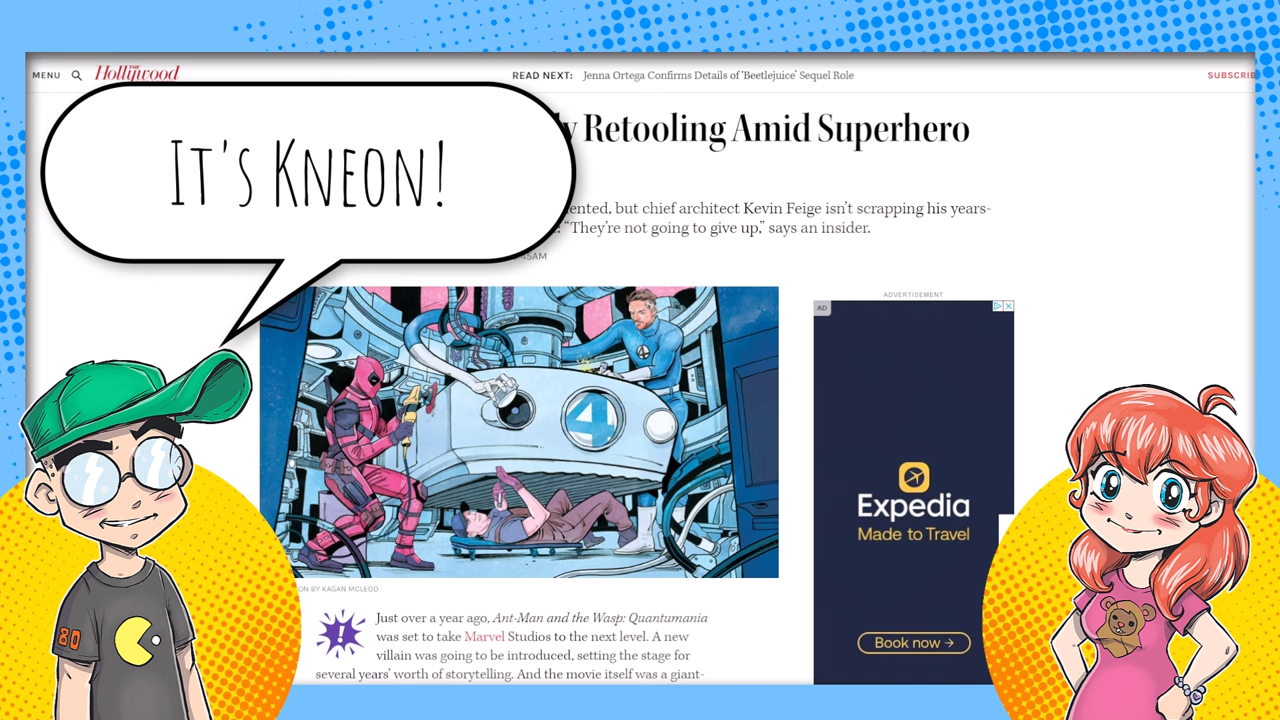 MENU
THE
Hollywood
READ NEXT: Jenna Ortega Confirms Details of 'Beetlejuice' Sequel Role
SUBSCRIB
It's Kneon!
Retooling Amid Superhero
ented, but chief architect Kevin Feige isn't scrapping his years-
"They're not going to give up," says an insider.
45AM
4
4
ON BY KAGAN MCLEOD
Just over a year ago, Ant-Man and the Wasp: Quantumania
was set to take Marvel Studios to the next level. A new
villain was going to be introduced, setting the stage for
several years' worth of storytelling. And the movie itself was a giant-
ADVERTISEMENT
AD
Expedia
Made to Travel
Book now →
80